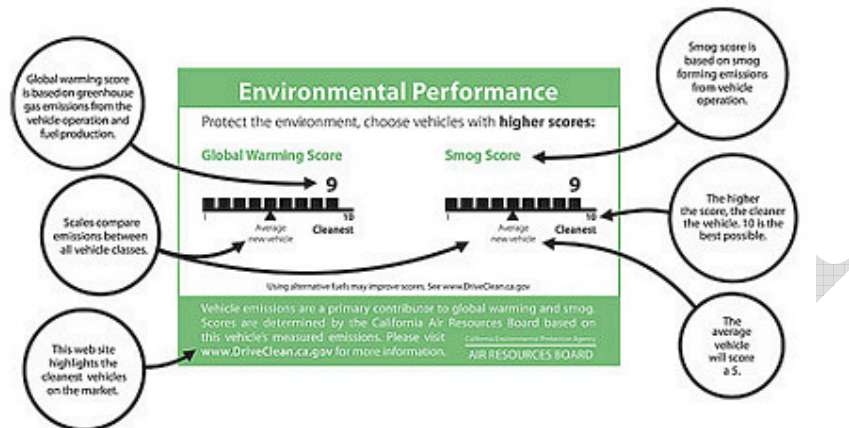 Global warming score
is based on greenhouse
gas emissions from the
vehicle operation and
fuel production.
Scales compare
emissions between
all vehicle classes.
This web site
highlights the
cleanest vehicles
on the market.
Environmental Performance
Protect the environment, choose vehicles with higher scores:
Global Warming Score
9
1
10
Average
new vehicle
Cleanest
Smog Score
9
1
10
Average
new vehicle
Cleanest
Using alternative fuels may improve scores. See www.DriveClean.ca.gov
Vehicle emissions are a primary contributor to global warming and smog.
Scores are determined by the California Air Resources Board based on
this vehicle's measured emissions. Please visit
www.DriveClean.ca.gov for more information.
California Environmental Protection Agency
AIR RESOURCES BOARD
Smog score is
based on smog
forming emissions
from vehicle
operation.
The higher
the score, the cleaner
the vehicle. 10 is the
best possible.
The
average
vehicle
will score
a 5.